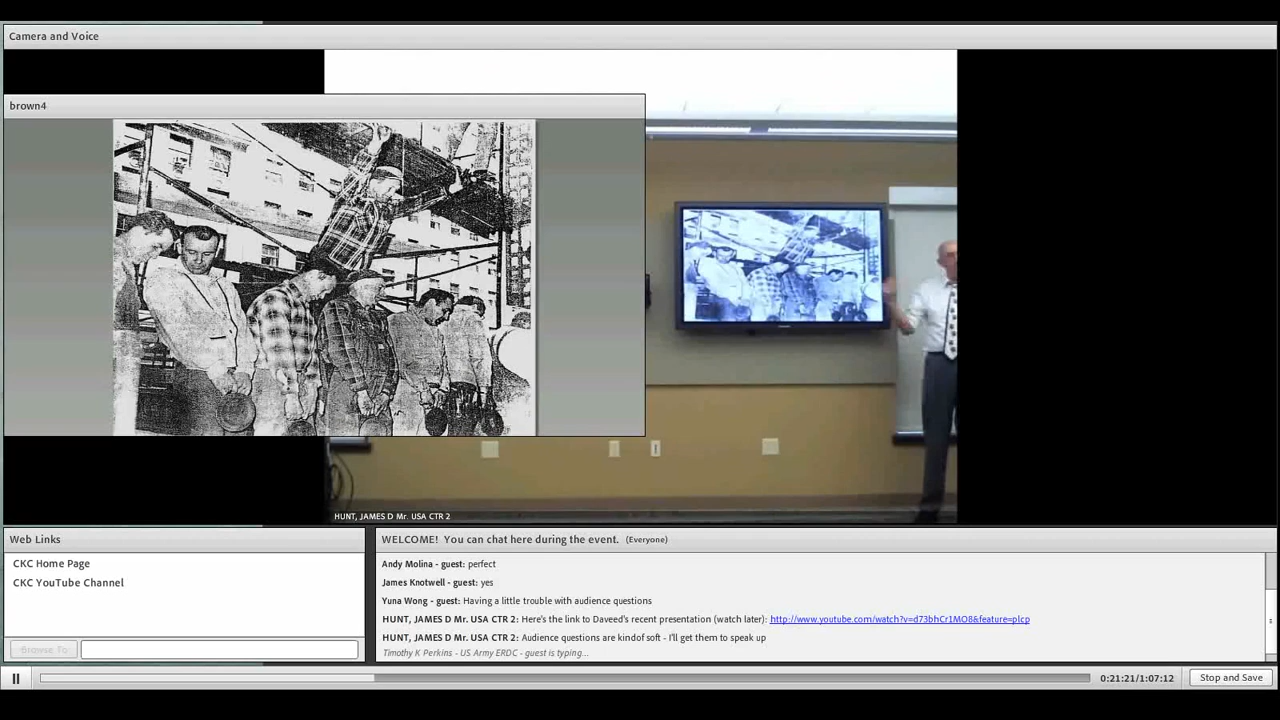 Camera and Voice
brown4
HUNT, JAMES D Mr. USA CTR 2
Web Links
CKC Home Page
CKC YouTube Channel
Browse To
WELCOME!  You can chat here during the event.  (Everyone)
Andy Molina - guest: perfect
James Knotwell - guest: yes
Yuna Wong - guest: Having a little trouble with audience questions
HUNT, JAMES D Mr. USA CTR 2: Here's the link to Daveed's recent presentation (watch later): http://www.youtube.com/watch?v=d73bhCr1MO8&feature=plcp
HUNT, JAMES D Mr. USA CTR 2: Audience questions are kindof soft - I'll get them to speak up
Timothy K Perkins - US Army ERDC - guest is typing...
0:21:21/1:07:12
Stop and Save